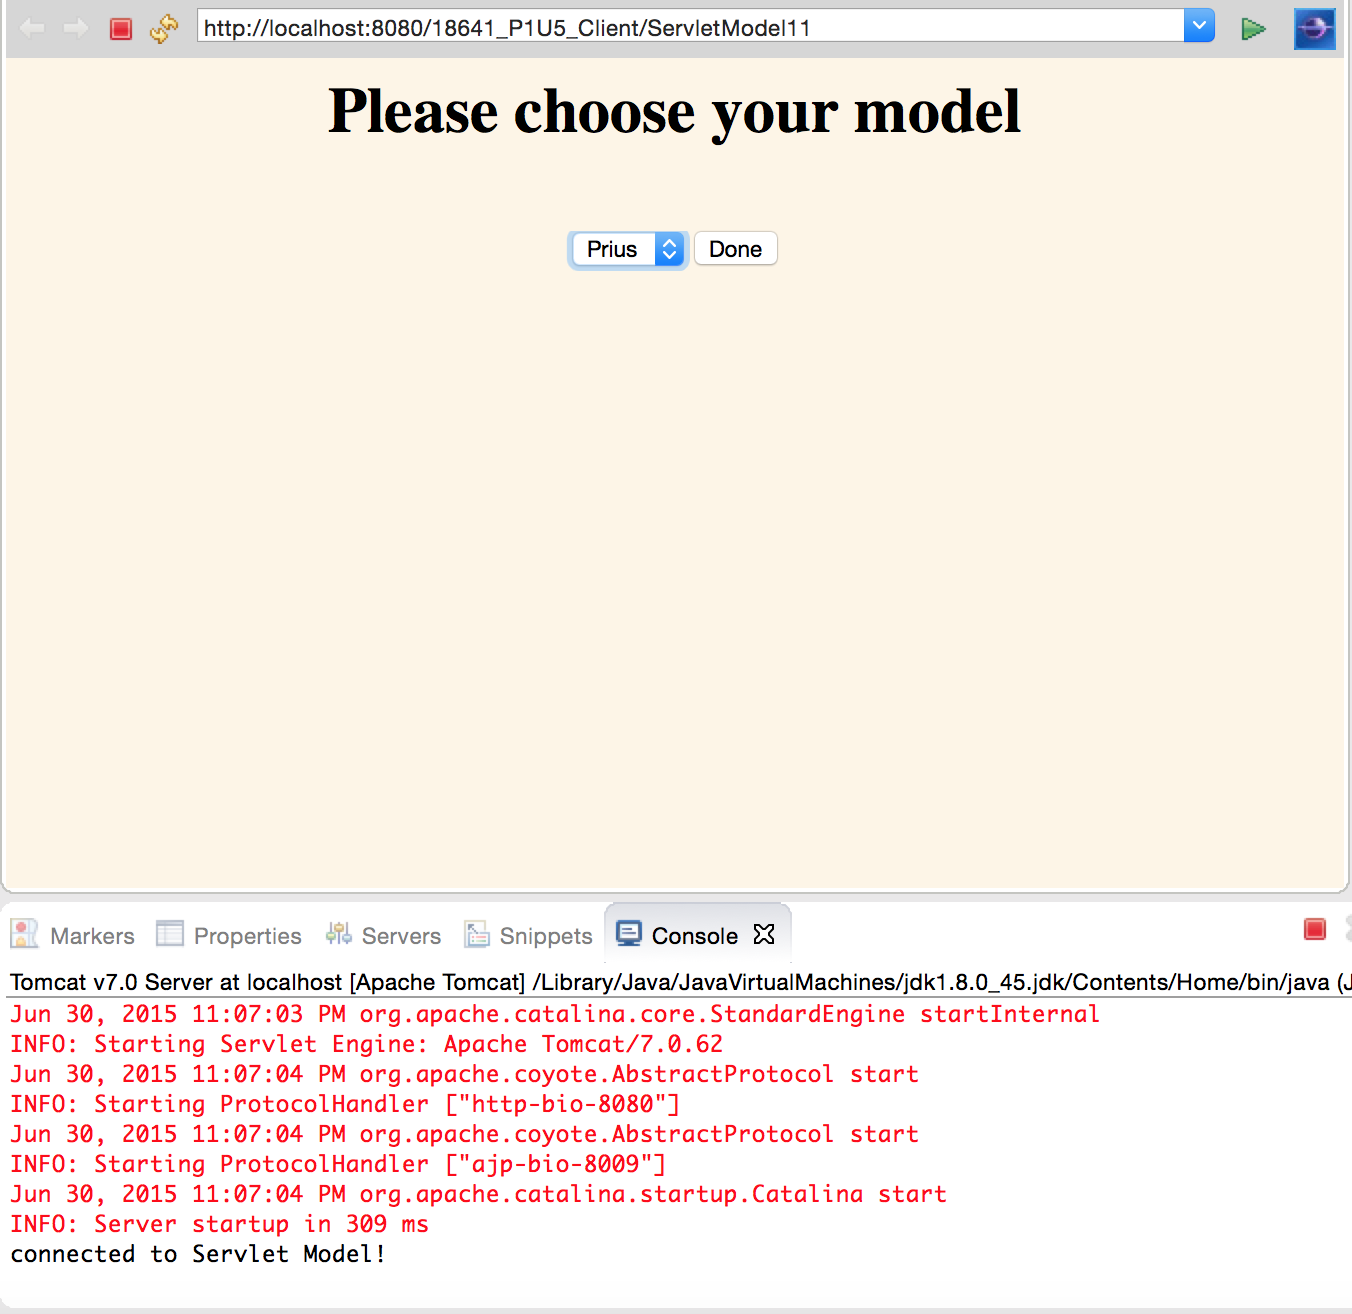 http://localhost:8080/18641_P1U5_Client/ServletModel11
Please choose your model
Prius Done
Markers Properties Servers Snippets Console
Tomcat v7.0 Server at localhost [Apache Tomcat] /Library/Java/JavaVirtualMachines/jdk1.8.0_45.jdk/Contents/Home/bin/java (J
Jun 30, 2015 11:07:03 PM org.apache.catalina.core.StandardEngine startInternal
INFO: Starting Servlet Engine: Apache Tomcat/7.0.62
Jun 30, 2015 11:07:04 PM org.apache.coyote.AbstractProtocol start
INFO: Starting ProtocolHandler ["http-bio-8080"]
Jun 30, 2015 11:07:04 PM org.apache.coyote.AbstractProtocol start
INFO: Starting ProtocolHandler ["ajp-bio-8009"]
Jun 30, 2015 11:07:04 PM org.apache.catalina.startup.Catalina start
INFO: Server startup in 309 ms
connected to Servlet Model!